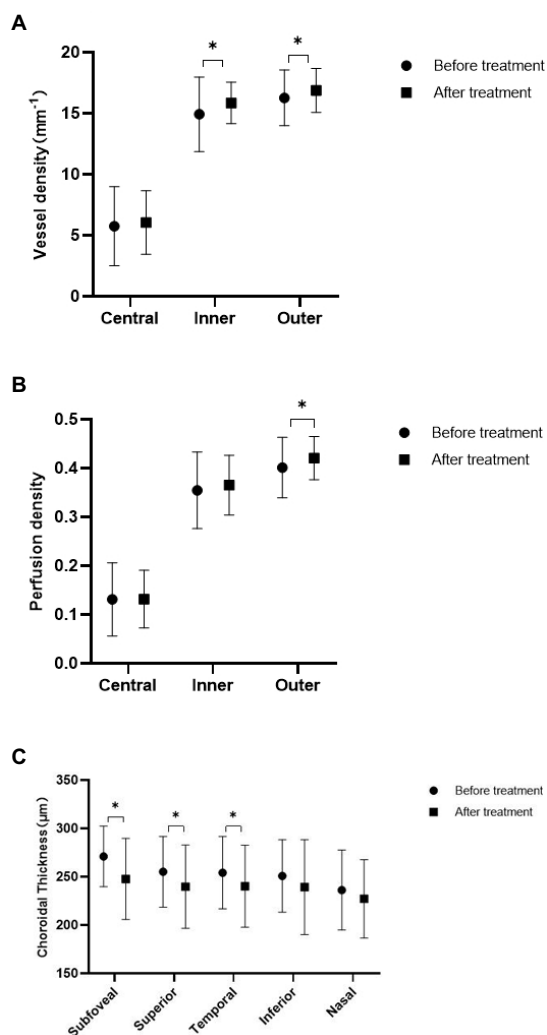 A
* *
20
15
10
5
0
Vessel density (mm⁻¹)
Central Inner Outer
Before treatment
After treatment
B
*
0.5
0.4
0.3
0.2
0.1
0.0
Perfusion density
Central Inner Outer
Before treatment
After treatment
C
* * *
350
300
250
200
150
Choroidal Thickness (μm)
Subfoveal Superior Temporal Inferior Nasal
Before treatment
After treatment